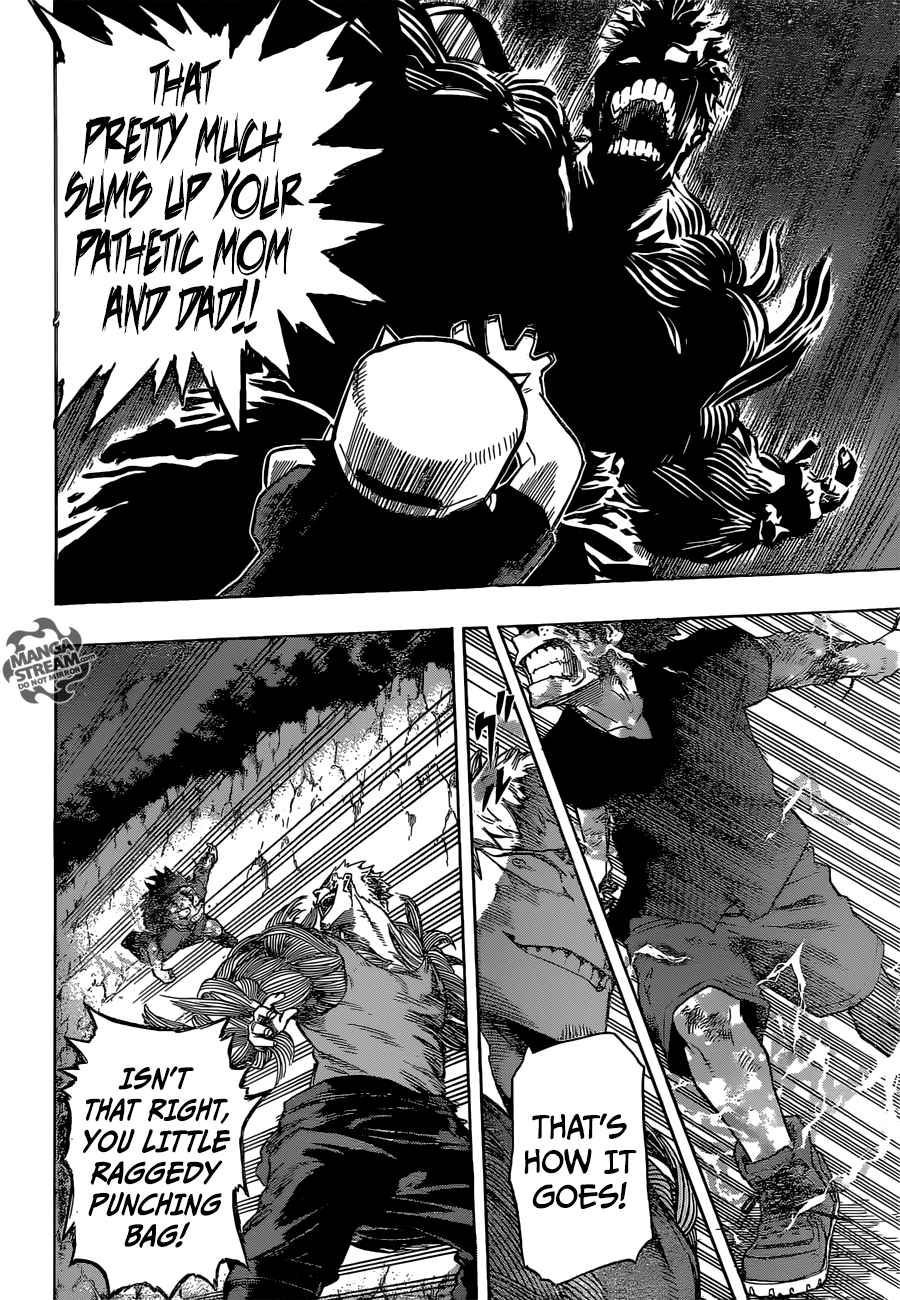 THAT
PRETTY MUCH
SUMS UP YOUR
PATHETIC MOM
AND DAD!!
MANGA
STREAM
DO NOT MIRROR
THAT'S
HOW IT
GOES!
ISN'T
THAT RIGHT,
YOU LITTLE
RAGGEDY
PUNCHING
BAG!